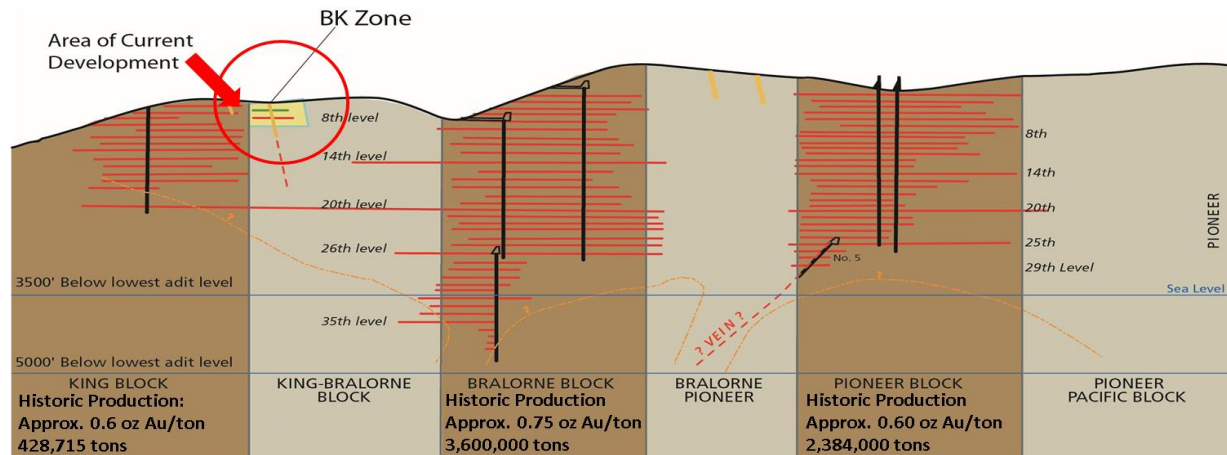 BK Zone
Area of Current
Development
8th level
14th level
20th level
26th level
35th level
3500' Below lowest adit level
5000' Below lowest adit level
8th
14th
20th
25th
29th Level
No. 5
? VEIN ?
?
?
?
PIONEER
Sea Level
KING BLOCK
Historic Production:
Approx. 0.6 oz Au/ton
428,715 tons
KING-BRALORNE
BLOCK
BRALORNE BLOCK
Historic Production
Approx. 0.75 oz Au/ton
3,600,000 tons
BRALORNE
PIONEER
PIONEER BLOCK
Historic Production
Approx. 0.60 oz Au/ton
2,384,000 tons
PIONEER
PACIFIC BLOCK